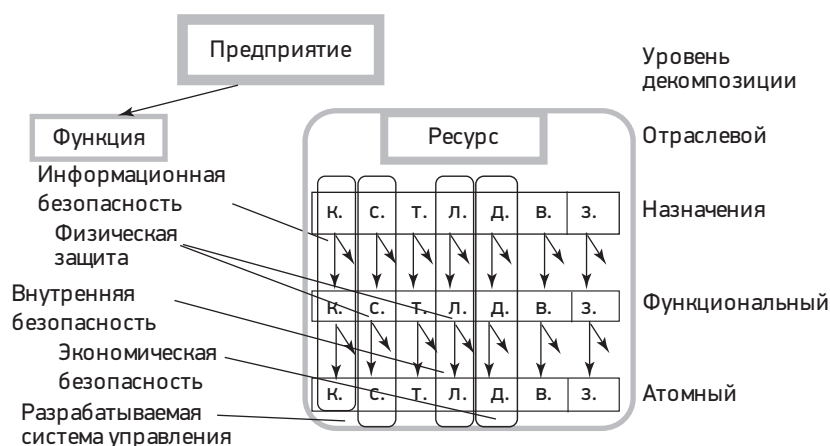 Предприятие
Уровень
декомпозиции
Функция
Ресурс
Отраслевой
Информационная
безопасность
К. С. Т. Л. Д. В. З.
Назначения
Физическая
защита
Внутренняя
безопасность
К. С. Т. Л. Д. В. З.
Функциональный
Экономическая
безопасность
К. С. Т. Л. Д. В. З.
Атомный
Разрабатываемая
система управления